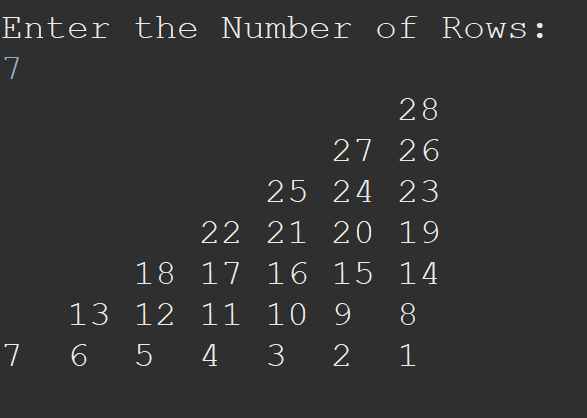 Enter the Number of Rows:
7
                  28
               27 26
            25 24 23
         22 21 20 19
      18 17 16 15 14
   13 12 11 10 9  8
7  6  5  4  3  2  1